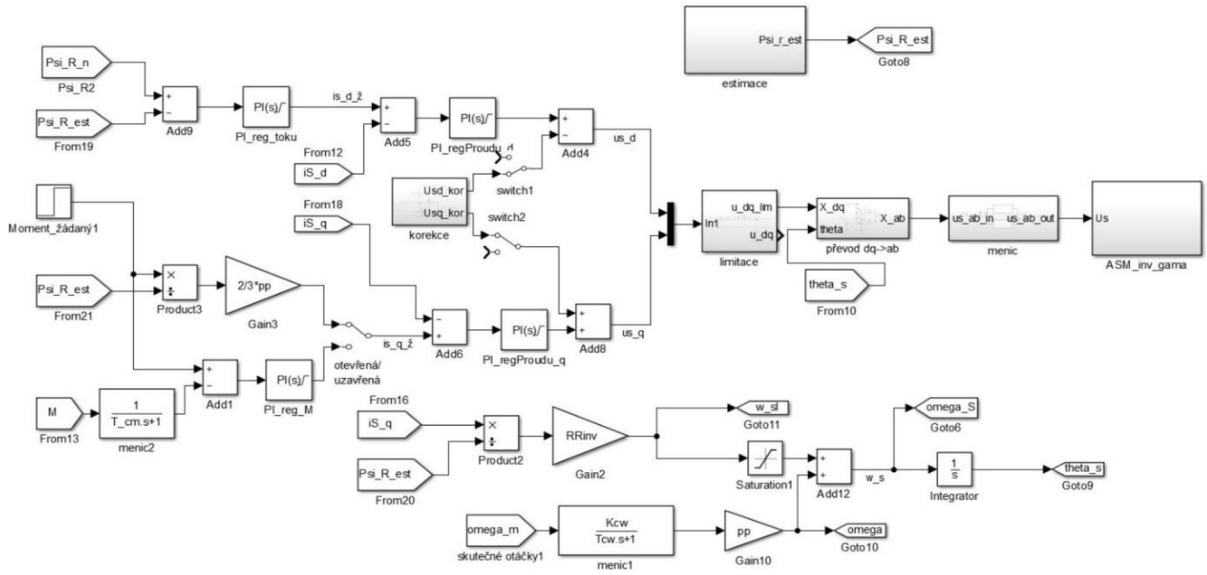 Psi_r_est
estimace
Psi_R_est
Goto8
Psi_R_n
Psi_R2
Psi_R_est
From19
+
−
Add9
PI(s)
PI_reg_toku
is_d_ž
+
−
Add5
From12
iS_d
PI(s)
PI_regProudu_d
+
−
Add4
us_d
switch1
From18
iS_q
Usd_kor
Usq_kor
korekce
switch2
Moment_žádaný1
Psi_R_est
From21
×
÷
Product3
2/3*pp
Gain3
otevřená/
uzavřená
is_q_ž
−
+
Add6
PI(s)
PI_regProudu_q
+
+
Add8
us_q
In1
u_dq_lim
u_dq
limitace
X_dq
theta
X_ab
převod dq->ab
theta_s
From10
us_ab_in
us_ab_out
menic
Us
ASM_inv_gama
+
−
Add1
PI(s)
PI_reg_M
M
From13
1
T_cm.s+1
menic2
From16
iS_q
Psi_R_est
From20
×
÷
Product2
RRinv
Gain2
w_sl
Goto11
Saturation1
+
+
Add12
w_s
omega_S
Goto6
1
s
Integrator
theta_s
Goto9
omega_m
skutečné otáčky1
Kcw
Tcw.s+1
menic1
pp
Gain10
omega
Goto10